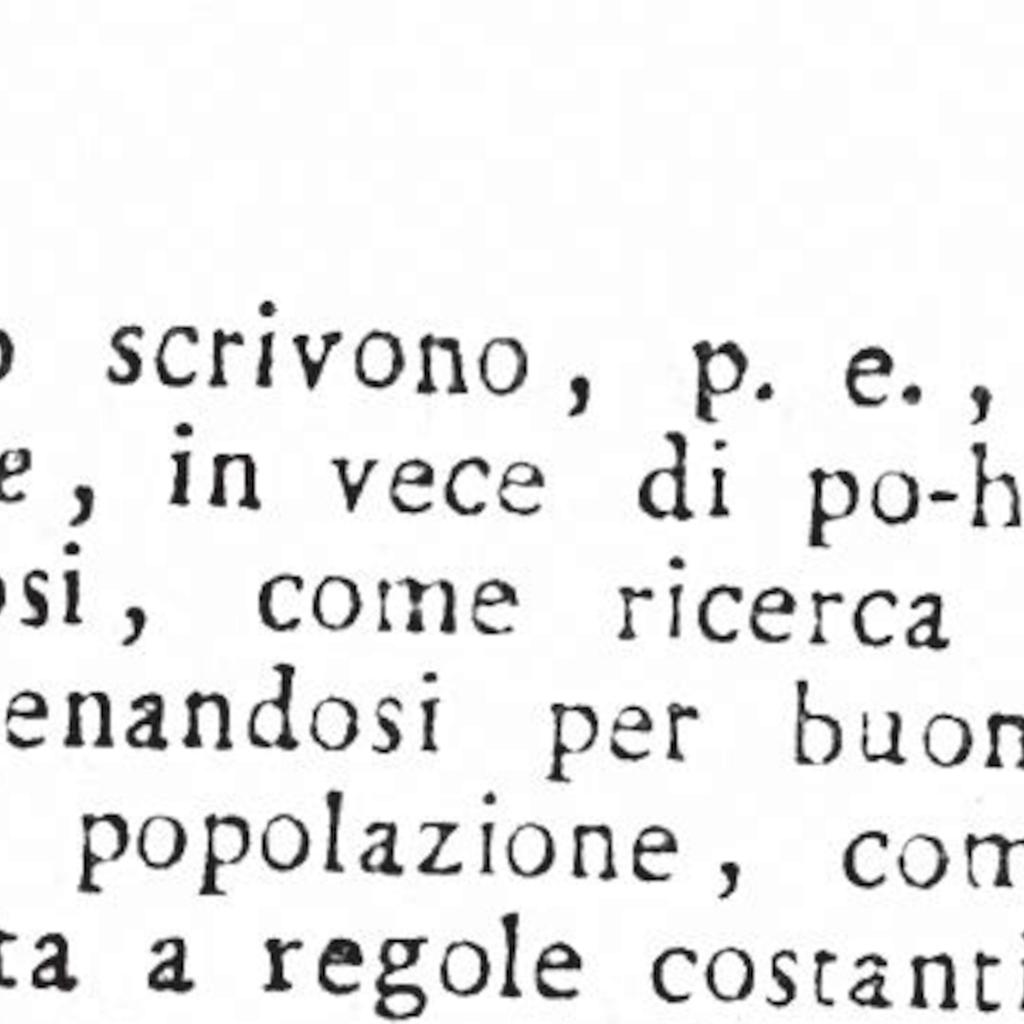 o scrivono, p. e.,
e, in vece di po-h
osi, come ricerca
enandosi per buon
popolazione, com
ta a regole costanti